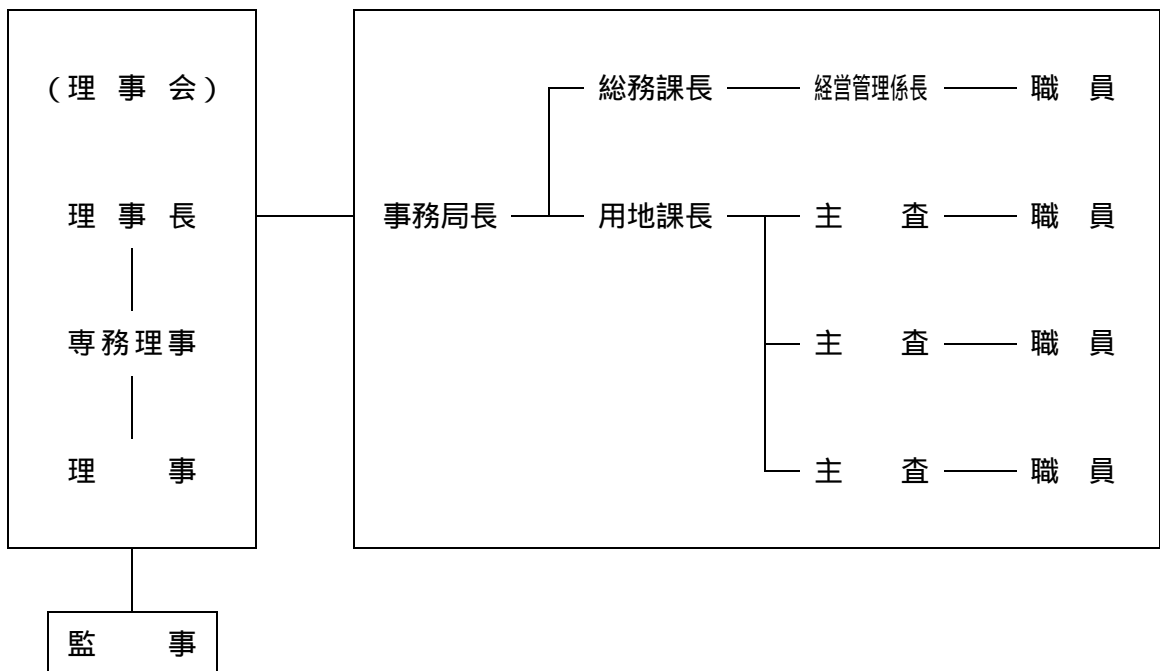 （理事会） 総務課長 経営管理係長 職員
理事長 事務局長 用地課長 主査 職員
専務理事 主査 職員
理事 主査 職員
監事